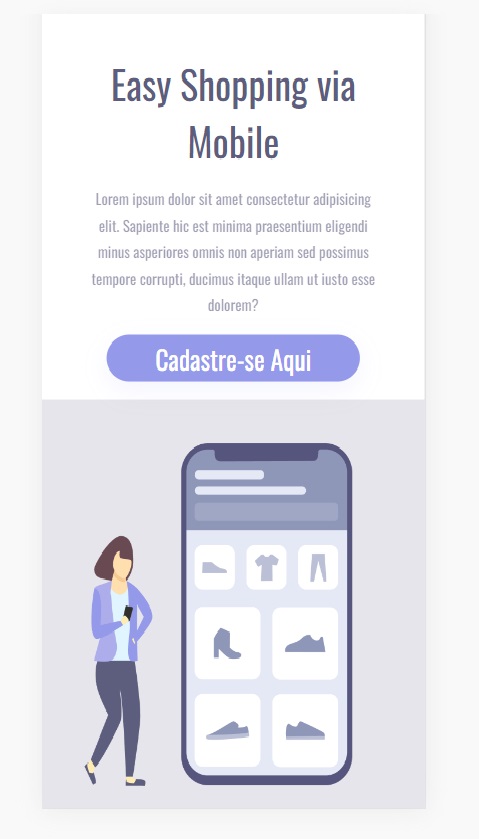 Easy Shopping via
Mobile
Lorem ipsum dolor sit amet consectetur adipisicing
elit. Sapiente hic est minima praesentium eligendi
minus asperiores omnis non aperiam sed possimus
tempore corrupti, ducimus itaque ullam ut iusto esse
dolorem?
Cadastre-se Aqui